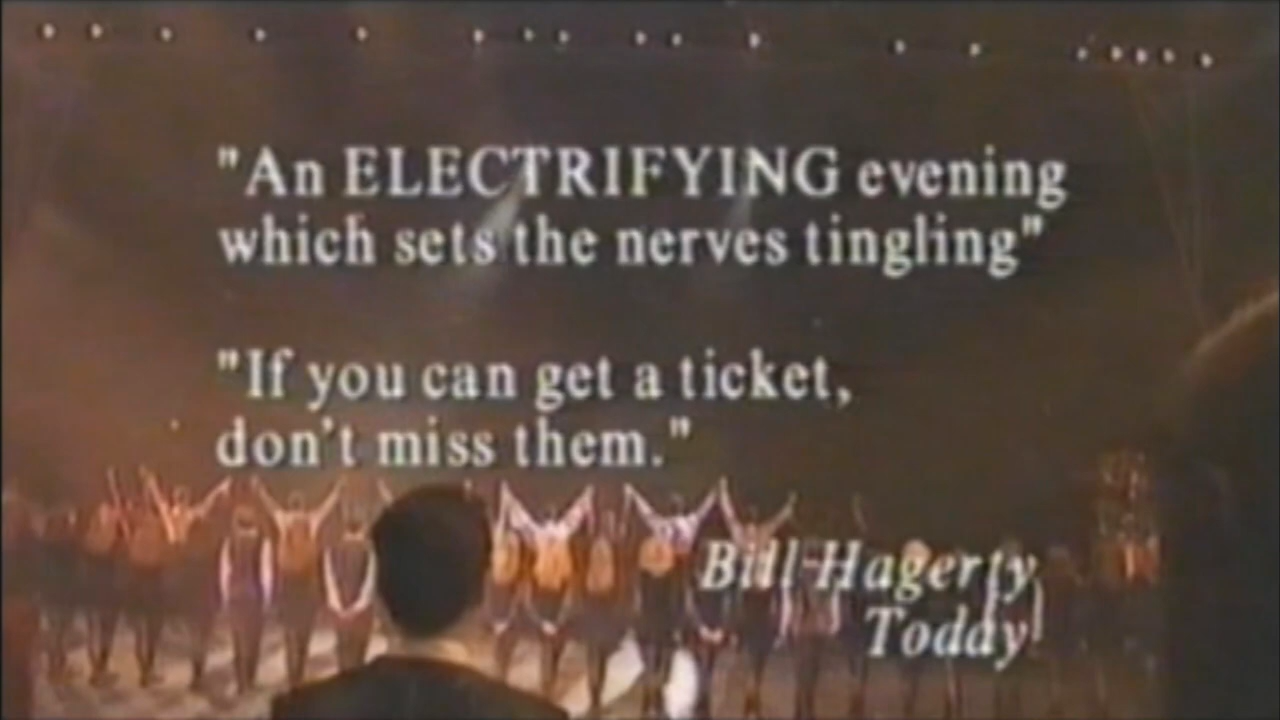 "An ELECTRIFYING evening
which sets the nerves tingling"
"If you can get a ticket,
don't miss them."
Bill Hagerty
Today